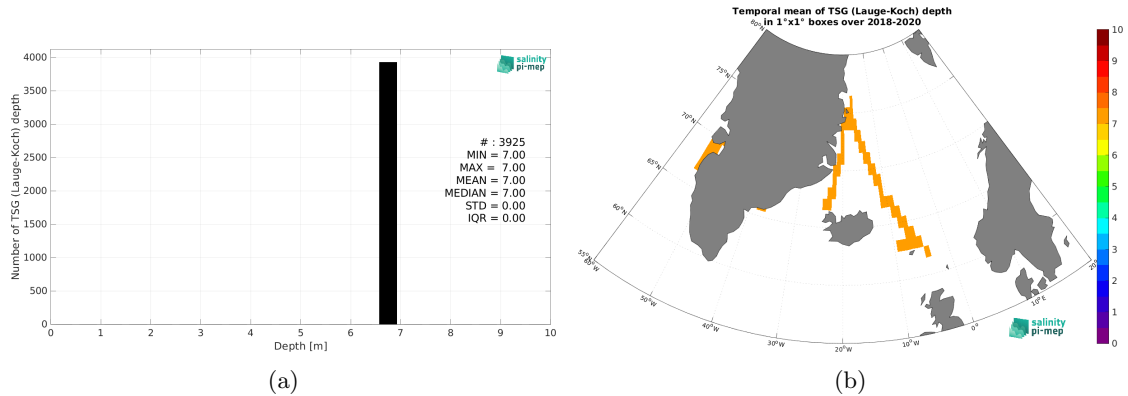 4000
3500
3000
2500
2000
1500
1000
500
0
0 1 2 3 4 5 6 7 8 9 10
Depth [m]
Number of TSG (Lauge-Koch) depth
salinity
pi-mep
# : 3925
MIN = 7.00
MAX = 7.00
MEAN = 7.00
MEDIAN = 7.00
STD = 0.00
IQR = 0.00
(a)
Temporal mean of TSG (Lauge-Koch) depth
in 1°x1° boxes over 2018-2020
80°N
75°N
70°N
65°N
60°N
55°N
60°W
50°W
40°W
30°W
20°W
10°W
0°
10°E
salinity
pi-mep
10
9
8
7
6
5
4
3
2
1
0
(b)